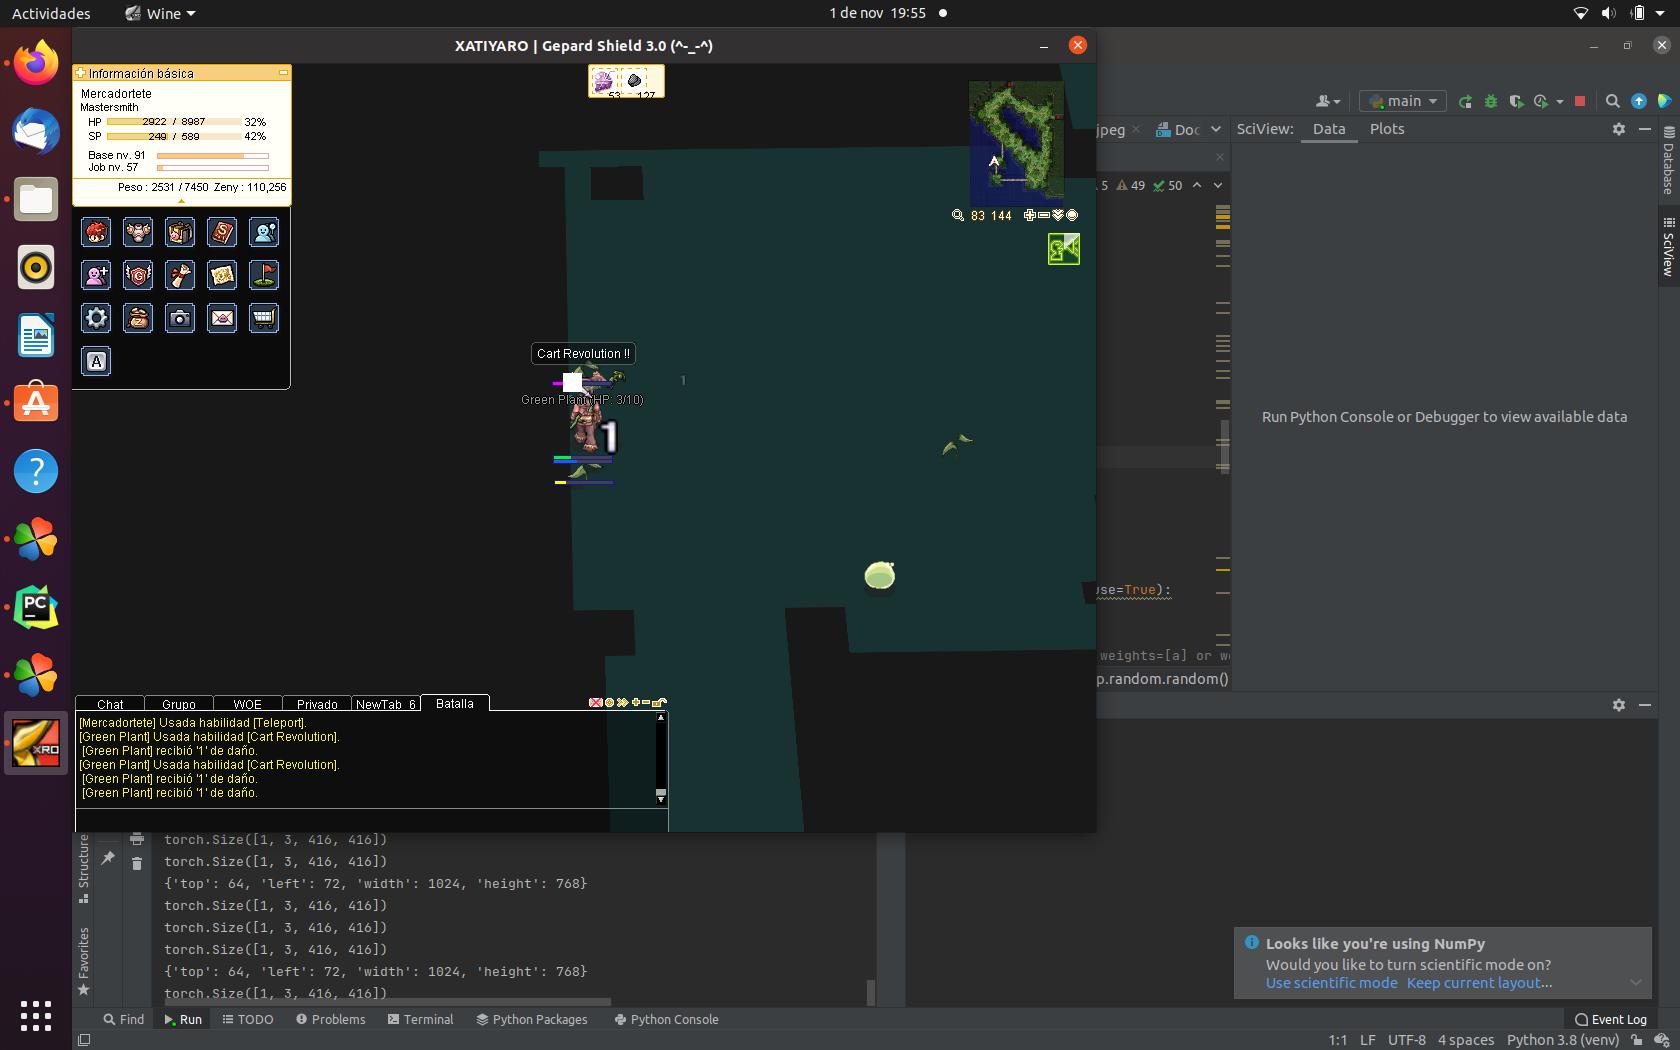 Actividades
Wine
1 de nov 19:55
XATIYARO | Gepard Shield 3.0 (^-_-^)
Información básica
Mercadortete
Mastersmith
HP 2922 / 8987 32%
SP 249 / 589 42%
Base nv. 91
Job nv. 57
Peso : 2531 / 7450 Zeny : 110,256
53 127
83 144
A
Cart Revolution !!
1
Green Plant (HP: 3/10)
1
Chat Grupo WOE Privado NewTab 6 Batalla
[Mercadortete] Usada habilidad [Teleport].
[Green Plant] Usada habilidad [Cart Revolution].
[Green Plant] recibió '1' de daño.
[Green Plant] Usada habilidad [Cart Revolution].
[Green Plant] recibió '1' de daño.
[Green Plant] recibió '1' de daño.
main
jpeg
Doc
SciView: Data Plots
5 49 50
Database
SciView
Run Python Console or Debugger to view available data
use=True):
weights=[a] or w
p.random.random()
PC
XRO
torch.Size([1, 3, 416, 416])
torch.Size([1, 3, 416, 416])
{'top': 64, 'left': 72, 'width': 1024, 'height': 768}
torch.Size([1, 3, 416, 416])
torch.Size([1, 3, 416, 416])
torch.Size([1, 3, 416, 416])
{'top': 64, 'left': 72, 'width': 1024, 'height': 768}
torch.Size([1, 3, 416, 416])
Structure
Favorites
Looks like you're using NumPy
Would you like to turn scientific mode on?
Use scientific mode Keep current layout...
Find Run TODO Problems Terminal Python Packages Python Console
Event Log
1:1 LF UTF-8 4 spaces Python 3.8 (venv)